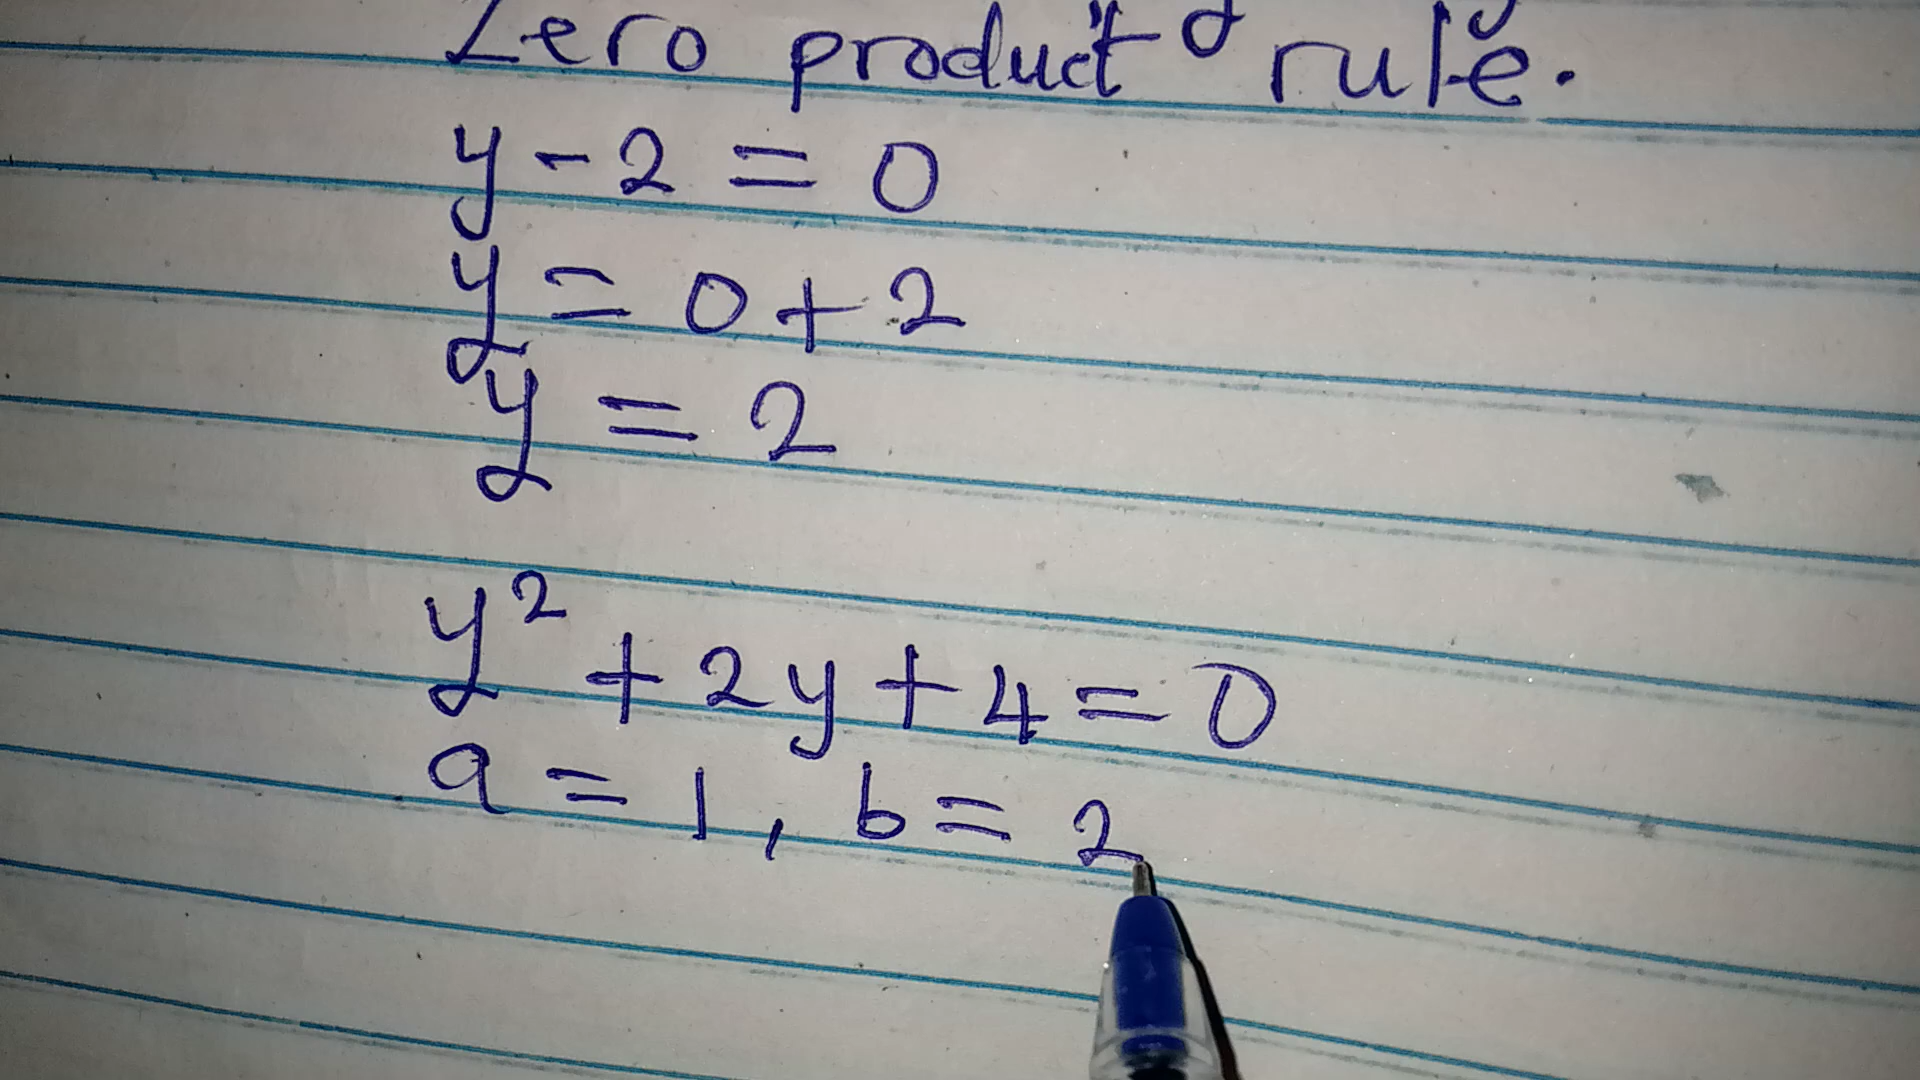 Zero product rule.
y - 2 = 0
y = 0 + 2
y = 2
y² + 2y + 4 = 0
a = 1, b = 2